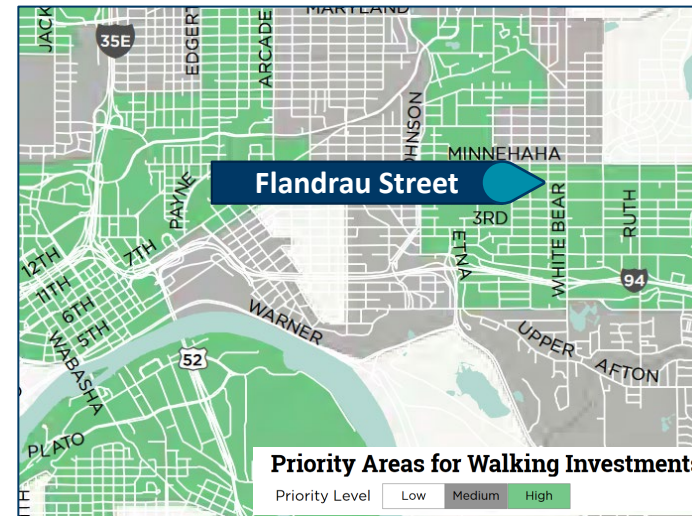 MARYLAND
JACK
35E
EDGERT
ARCADE
JOHNSON
MINNEHAHA
Flandrau Street
PAYNE
3RD
WHITE BEAR
RUTH
ETNA
12TH
7TH
11TH
6TH
5TH
94
WABASHA
WARNER
UPPER AFTON
52
PLATO
TH
Priority Areas for Walking Investments
Priority Level Low Medium High